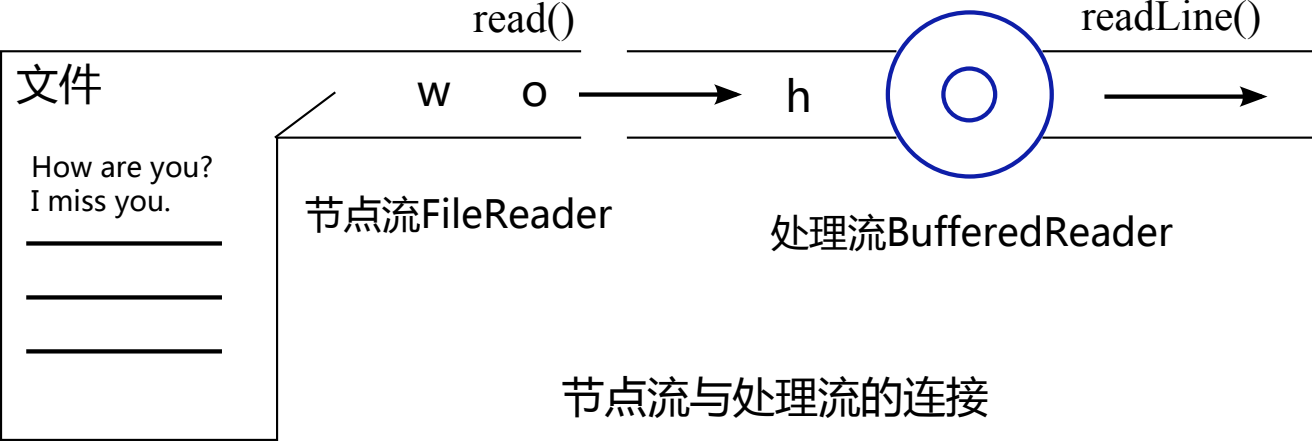 read()
readLine()
文件
w o h
How are you?
I miss you.
节点流FileReader
处理流BufferedReader
节点流与处理流的连接